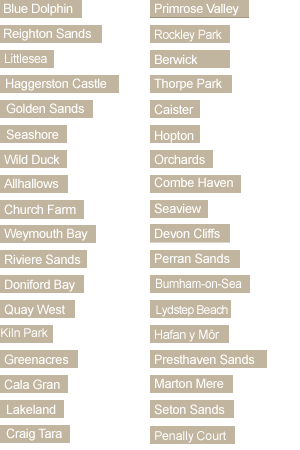 Blue Dolphin
Reighton Sands
Littlesea
Haggerston Castle
Golden Sands
Seashore
Wild Duck
Allhallows
Church Farm
Weymouth Bay
Riviere Sands
Doniford Bay
Quay West
Kiln Park
Greenacres
Cala Gran
Lakeland
Craig Tara
Primrose Valley
Rockley Park
Berwick
Thorpe Park
Caister
Hopton
Orchards
Combe Haven
Seaview
Devon Cliffs
Perran Sands
Burnham-on-Sea
Lydstep Beach
Hafan y Môr
Presthaven Sands
Marton Mere
Seton Sands
Penally Court